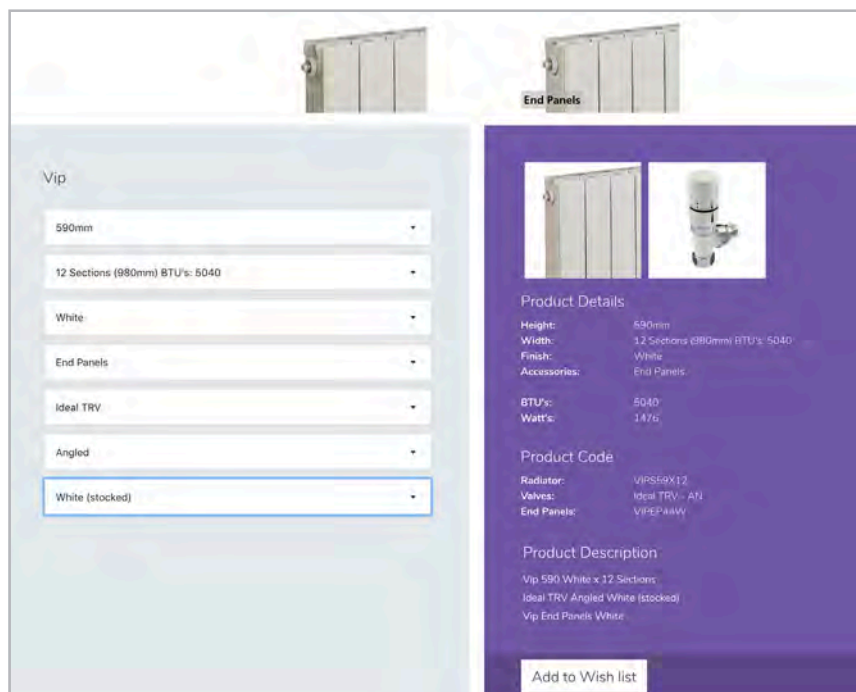 End Panels
Vip
590mm
12 Sections (980mm) BTU's: 5040
White
End Panels
Ideal TRV
Angled
White (stocked)
Product Details
Height: 590mm
Width: 12 Sections (980mm) BTU's: 5040
Finish: White
Accessories: End Panels
BTU's: 5040
Watt's: 1476
Product Code
Radiator: VIPS59X12
Valves: Ideal TRV - AN
End Panels: VIPEP44W
Product Description
Vip 590 White x 12 Sections
Ideal TRV Angled White (stocked)
Vip End Panels White
Add to Wish list